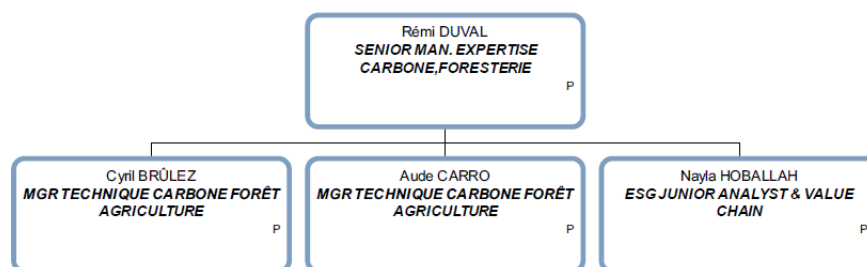 Rémi DUVAL
SENIOR MAN. EXPERTISE
CARBONE,FORESTERIE
P
Cyril BRÛLEZ
MGR TECHNIQUE CARBONE FORÊT
AGRICULTURE
P
Aude CARRO
MGR TECHNIQUE CARBONE FORÊT
AGRICULTURE
P
Nayla HOBALLAH
ESG JUNIOR ANALYST & VALUE
CHAIN
P